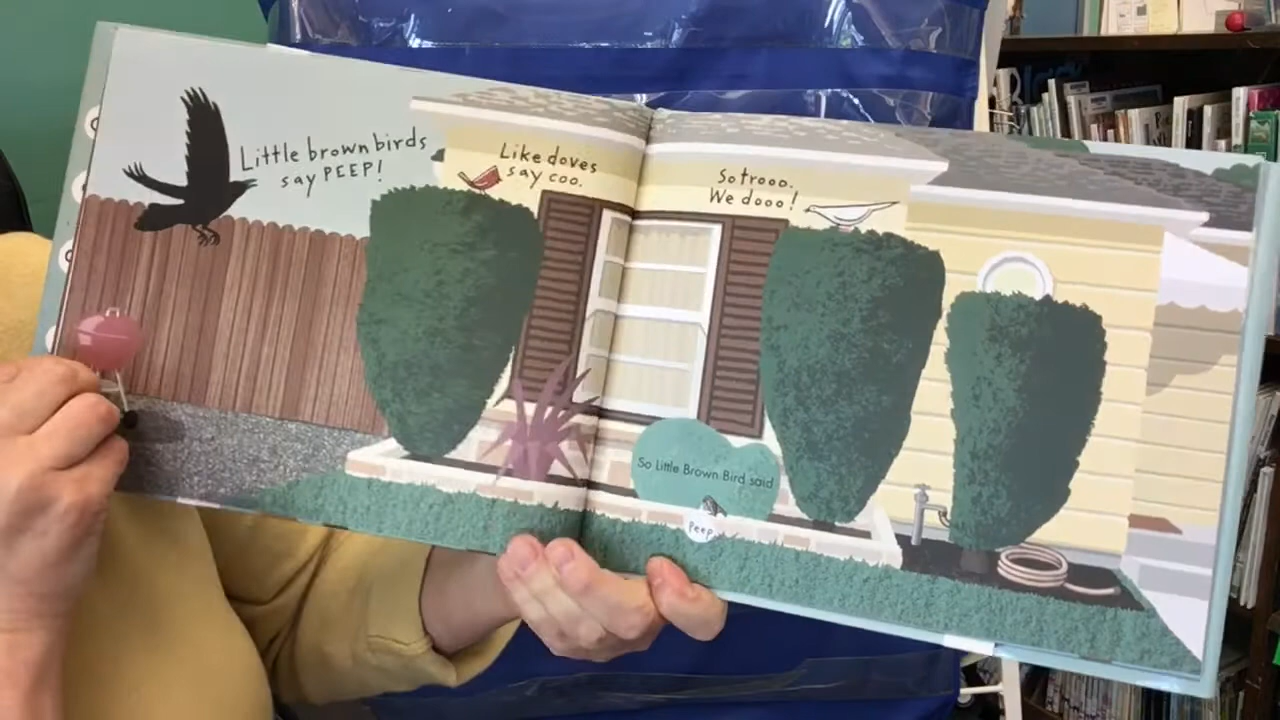 Little brown birds
say PEEP!
Like doves
say coo.
So trooo.
We dooo!
So Little Brown Bird said
Peep